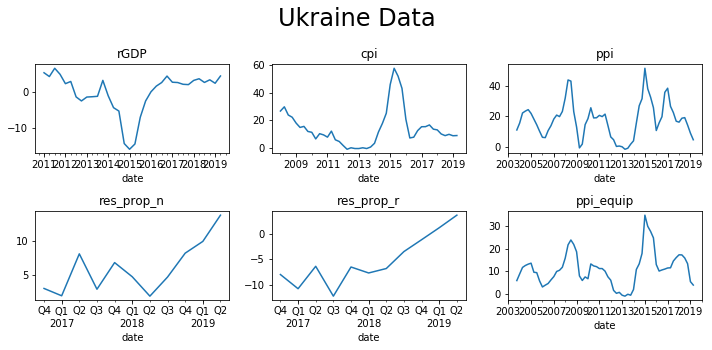 Ukraine Data
rGDP
cpi
ppi
0
−10
2011 2012 2013 2014 2015 2016 2017 2018 2019
date
60
40
20
0
2009 2011 2013 2015 2017 2019
date
40
20
0
2003 2005 2007 2009 2011 2013 2015 2017 2019
date
res_prop_n
res_prop_r
ppi_equip
10
5
Q4 Q1 Q2 Q3 Q4 Q1 Q2 Q3 Q4 Q1 Q2
2017 2018 2019
date
0
−5
−10
Q4 Q1 Q2 Q3 Q4 Q1 Q2 Q3 Q4 Q1 Q2
2017 2018 2019
date
30
20
10
0
2003 2005 2007 2009 2011 2013 2015 2017 2019
date